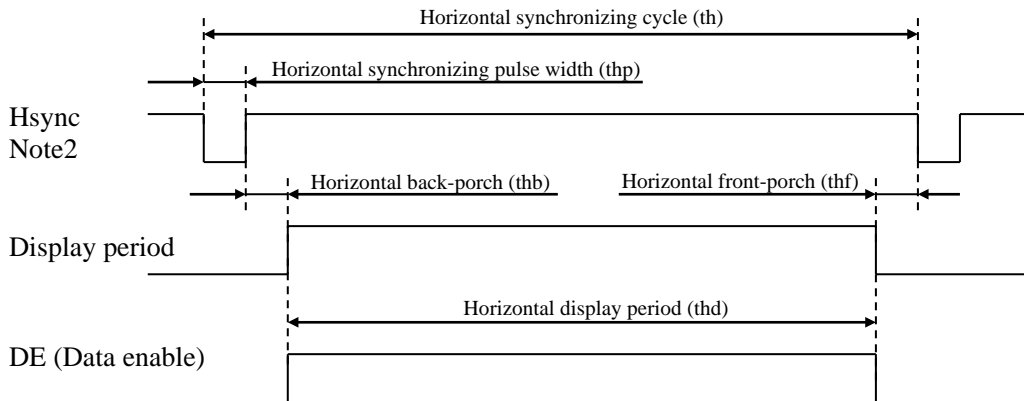 Horizontal synchronizing cycle (th)
Horizontal synchronizing pulse width (thp)
Hsync
Note2
Horizontal back-porch (thb)
Horizontal front-porch (thf)
Display period
Horizontal display period (thd)
DE (Data enable)